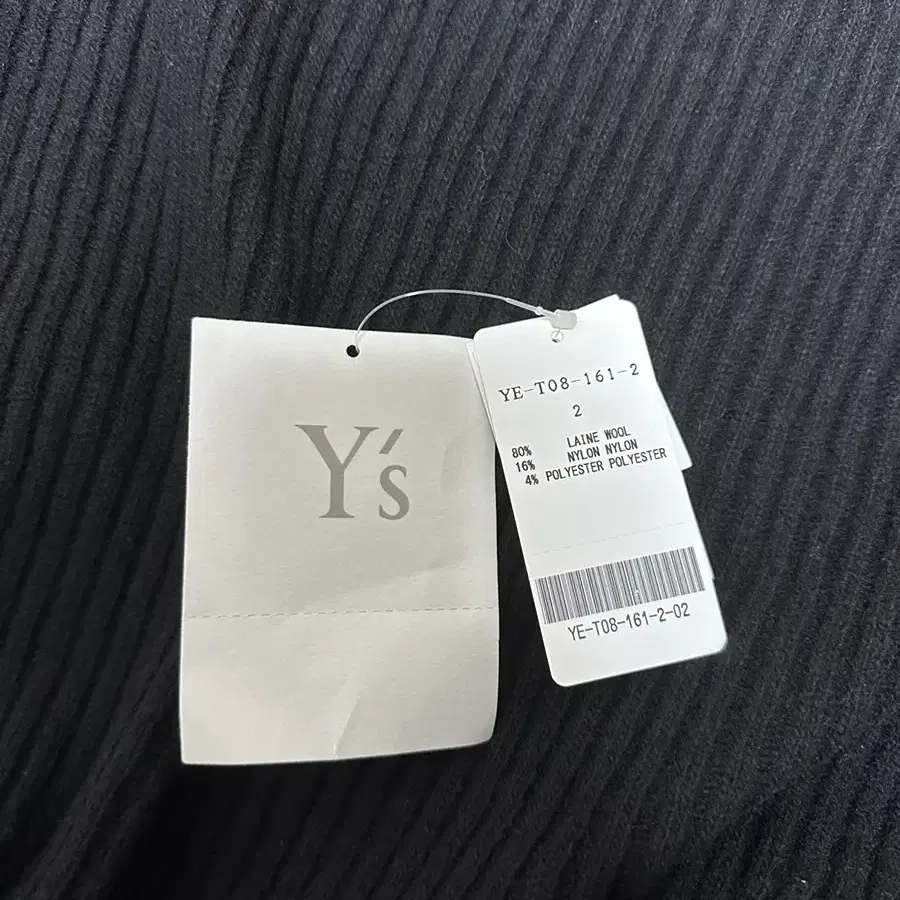 Y's
YE-T08-161-2
2
80% LAINE WOOL
16% NYLON NYLON
4% POLYESTER POLYESTER
YE-T08-161-2-02